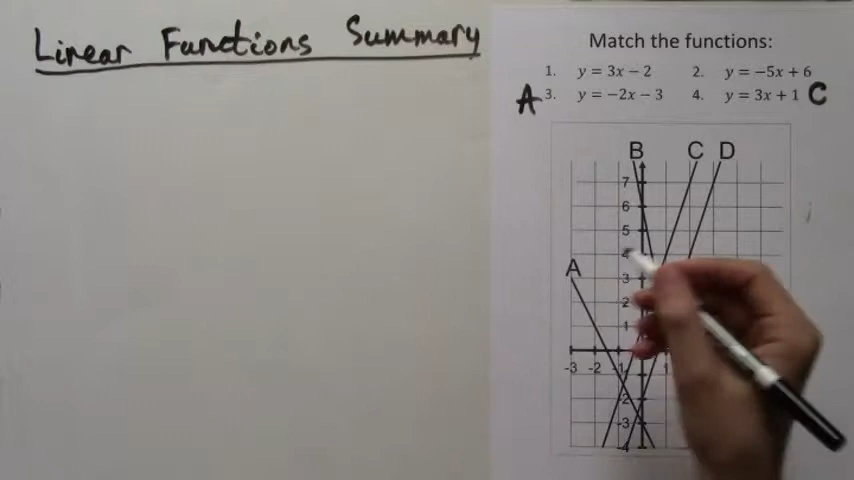 Linear Functions Summary
Match the functions:
1. y = 3x − 2 2. y = −5x + 6
A 3. y = −2x − 3 4. y = 3x + 1 C
B C D
7
6
5
4
A 3
2
1
-3 -2 -1 1
-2
-3
-4